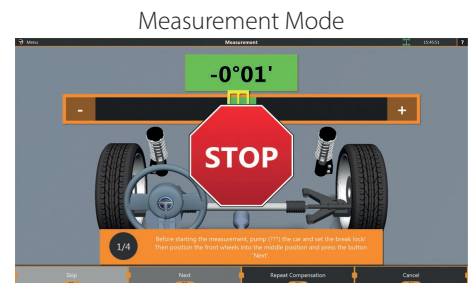 Measurement Mode
Menu Measurement 15:45:51 ?
-0°01'
- +
STOP
1/4
Before starting the measurement, pump (???) the car and set the break lock!
Then position the front wheels into the middle position and press the button
'Next'.
Skip Next Repeat Compensation Cancel